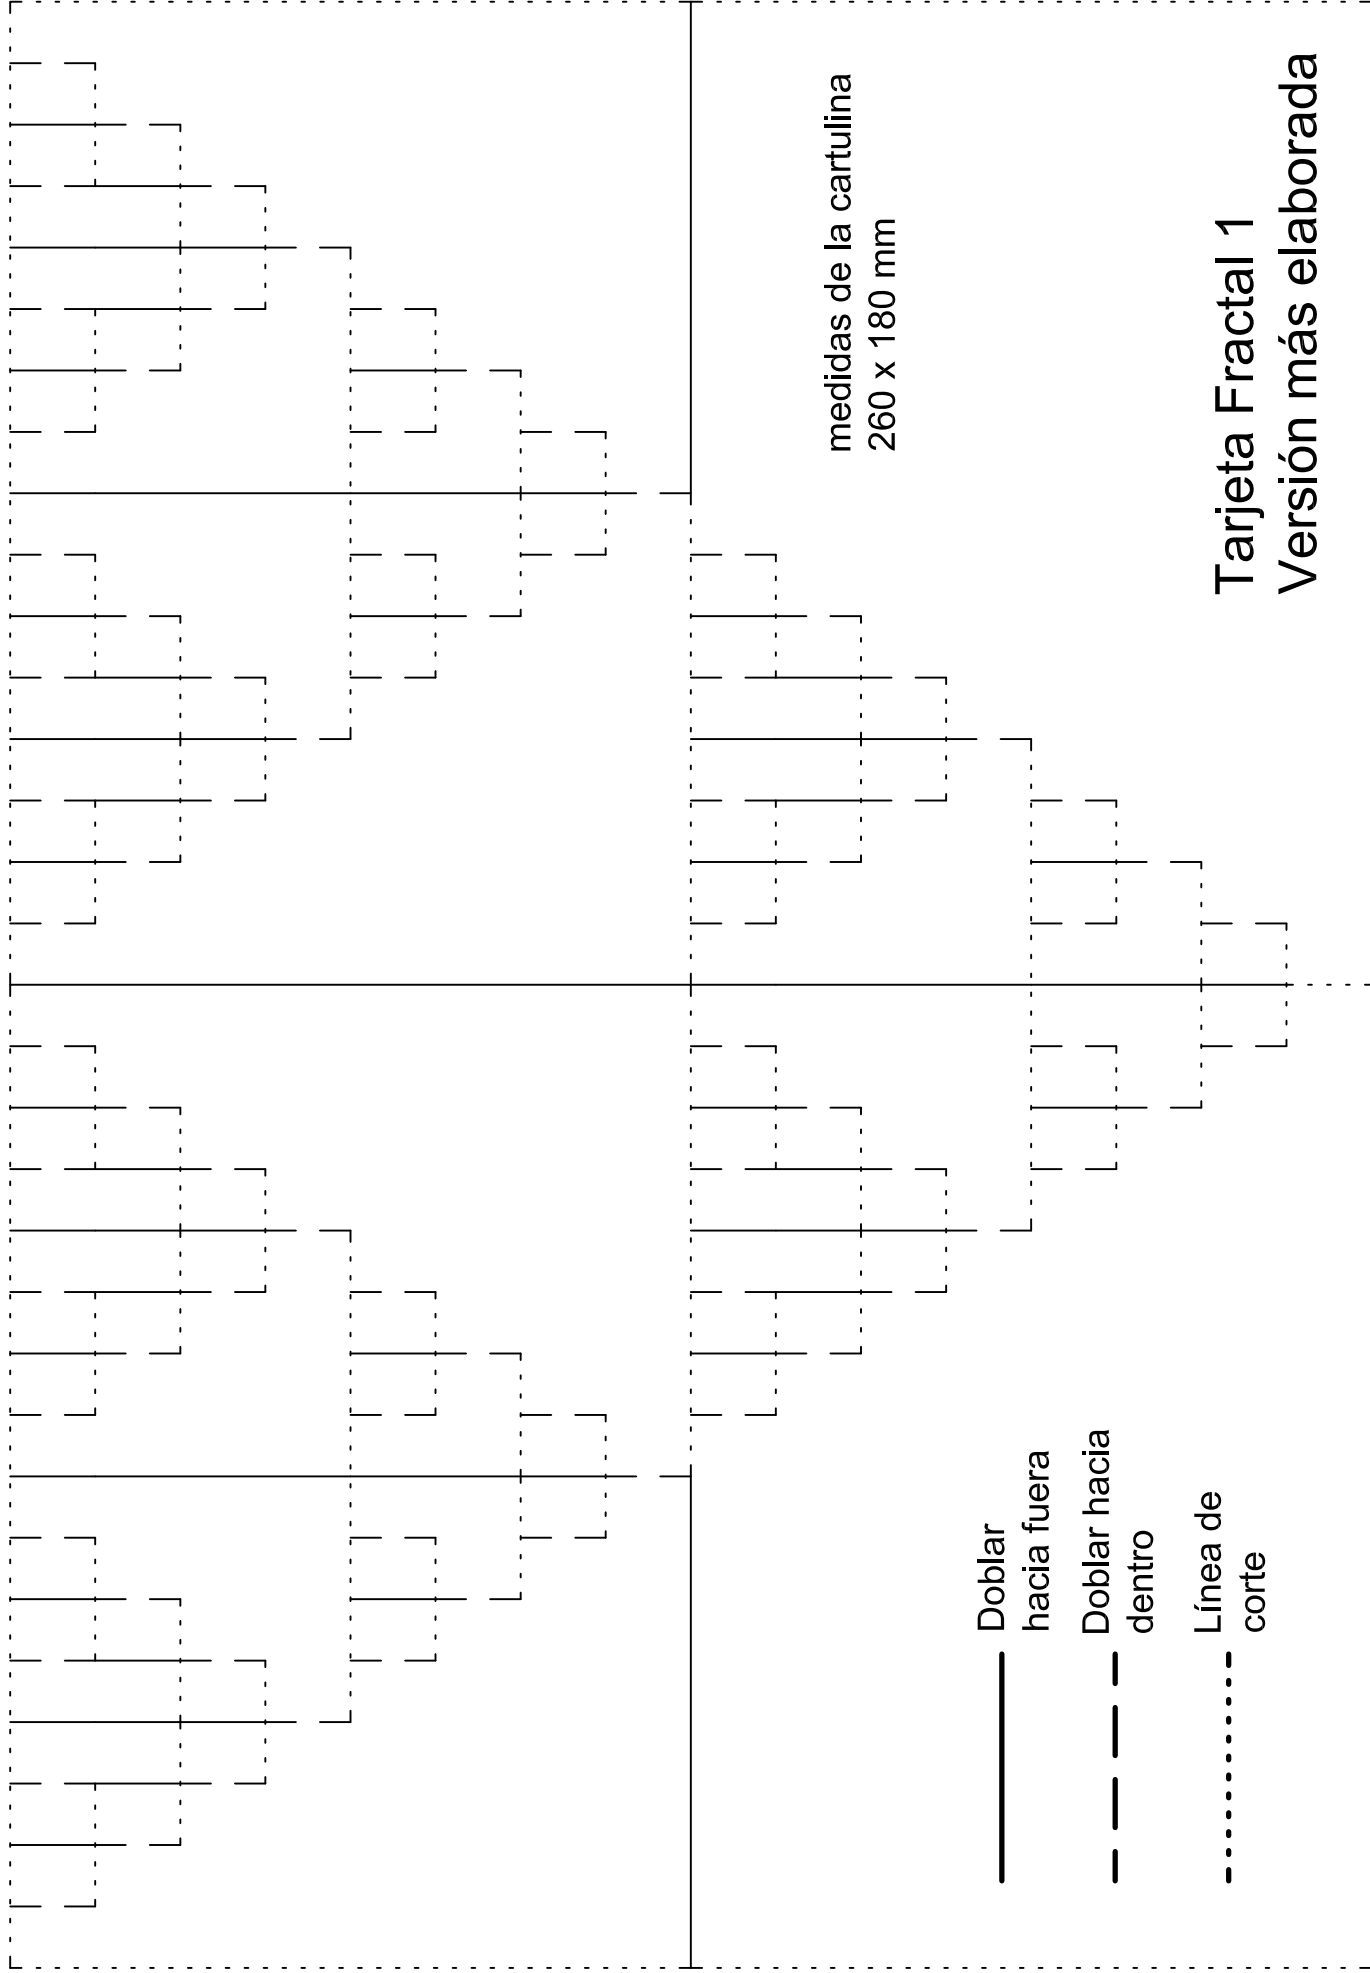 Tarjeta Fractal 1
Versión más elaborada
medidas de la cartulina
260 x 180 mm
Doblar
hacia fuera
Doblar hacia
dentro
Línea de
corte